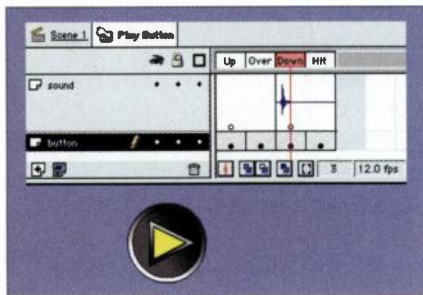 Scene 1 Play Button
Up Over Down Hit
sound
button
3 12.0 fps